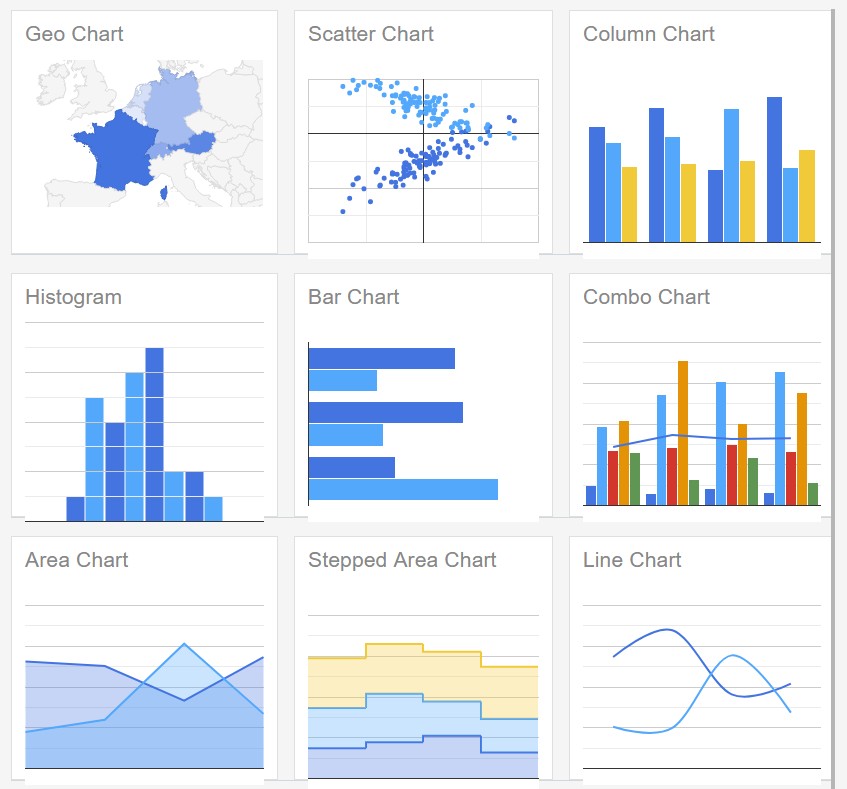 Geo Chart
Scatter Chart
Column Chart
Histogram
Bar Chart
Combo Chart
Area Chart
Stepped Area Chart
Line Chart